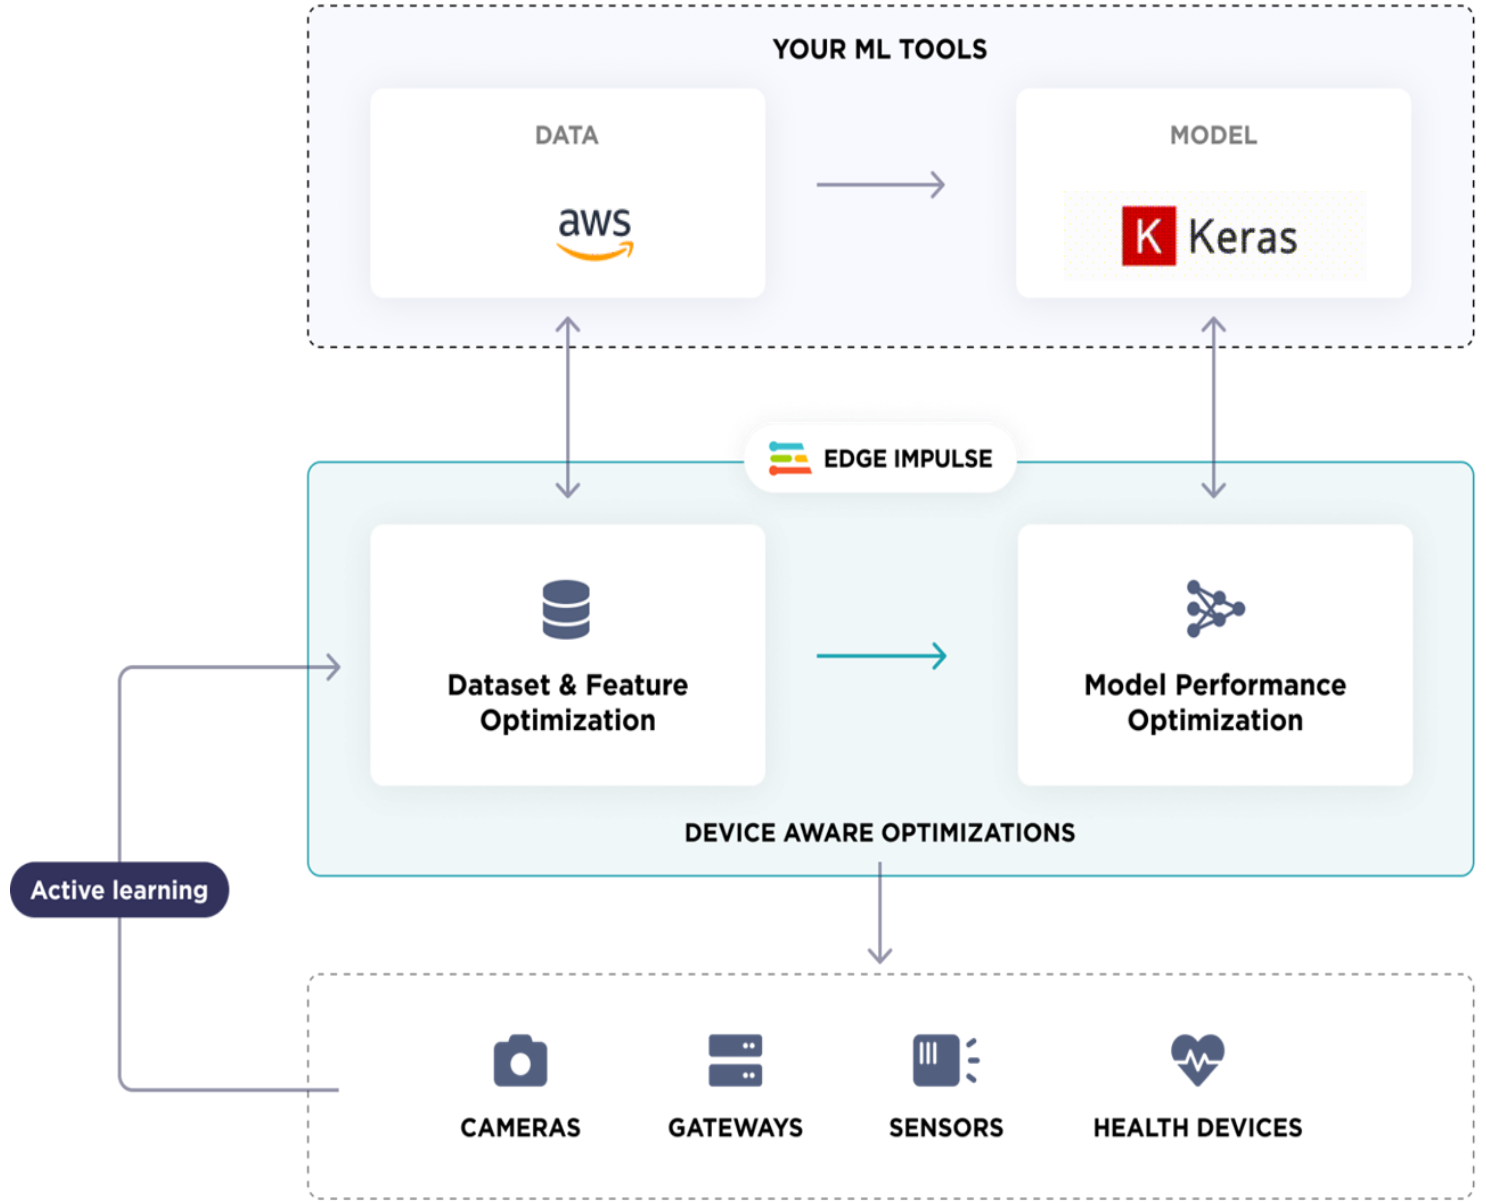 YOUR ML TOOLS
DATA
MODEL
aws
K Keras
EDGE IMPULSE
Dataset & Feature
Optimization
Model Performance
Optimization
DEVICE AWARE OPTIMIZATIONS
Active learning
CAMERAS
GATEWAYS
SENSORS
HEALTH DEVICES